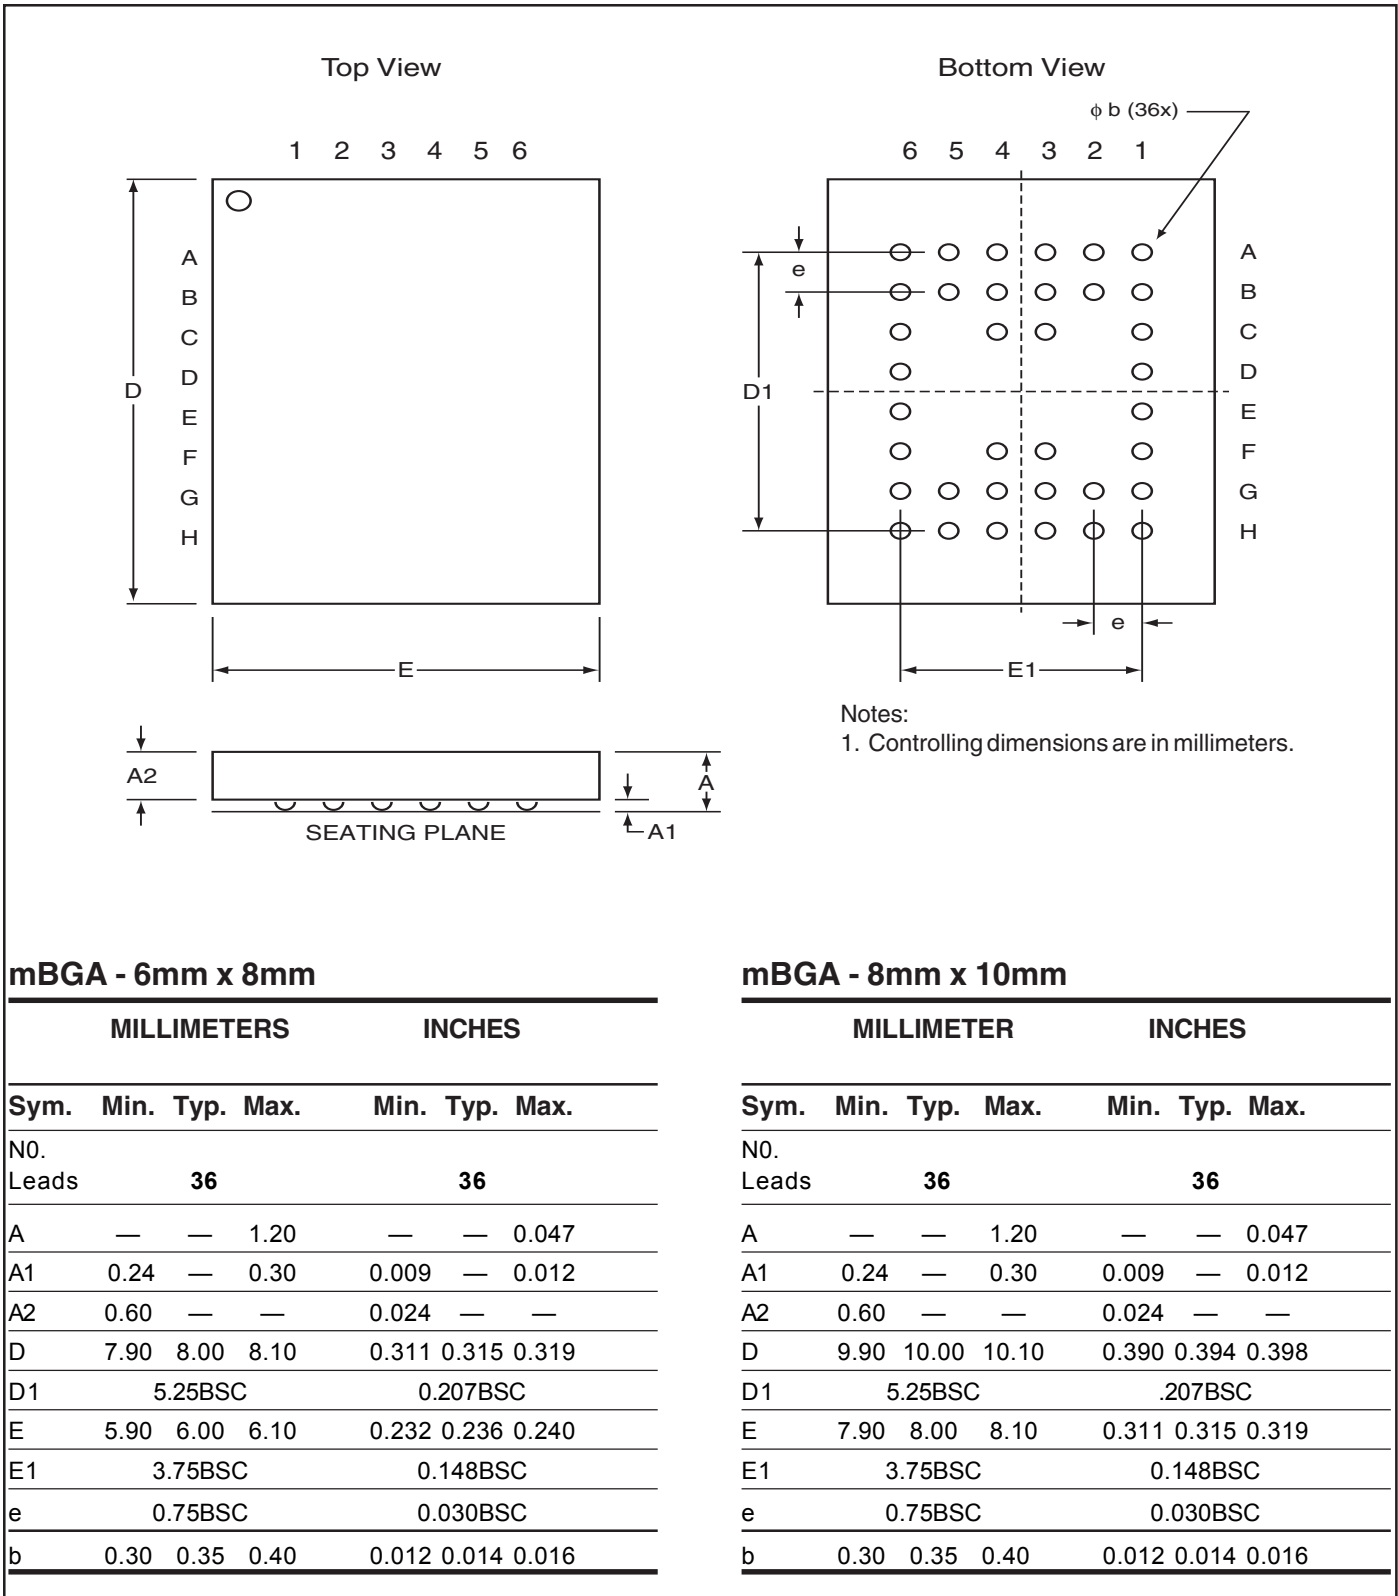 Top View
1 2 3 4 5 6
A
B
C
D
D
E
F
G
H
E
A2
A
A1
SEATING PLANE
Bottom View
ϕ b (36x)
6 5 4 3 2 1
A
e
B
C
D
D1
E
F
G
H
e
E1
Notes:
1. Controlling dimensions are in millimeters.
mBGA - 6mm x 8mm
MILLIMETERS INCHES
Sym. Min. Typ. Max. Min. Typ. Max.
N0.
Leads 36 36
A — — 1.20 — — 0.047
A1 0.24 — 0.30 0.009 — 0.012
A2 0.60 — — 0.024 — —
D 7.90 8.00 8.10 0.311 0.315 0.319
D1 5.25BSC 0.207BSC
E 5.90 6.00 6.10 0.232 0.236 0.240
E1 3.75BSC 0.148BSC
e 0.75BSC 0.030BSC
b 0.30 0.35 0.40 0.012 0.014 0.016
mBGA - 8mm x 10mm
MILLIMETER INCHES
Sym. Min. Typ. Max. Min. Typ. Max.
N0.
Leads 36 36
A — — 1.20 — — 0.047
A1 0.24 — 0.30 0.009 — 0.012
A2 0.60 — — 0.024 — —
D 9.90 10.00 10.10 0.390 0.394 0.398
D1 5.25BSC .207BSC
E 7.90 8.00 8.10 0.311 0.315 0.319
E1 3.75BSC 0.148BSC
e 0.75BSC 0.030BSC
b 0.30 0.35 0.40 0.012 0.014 0.016